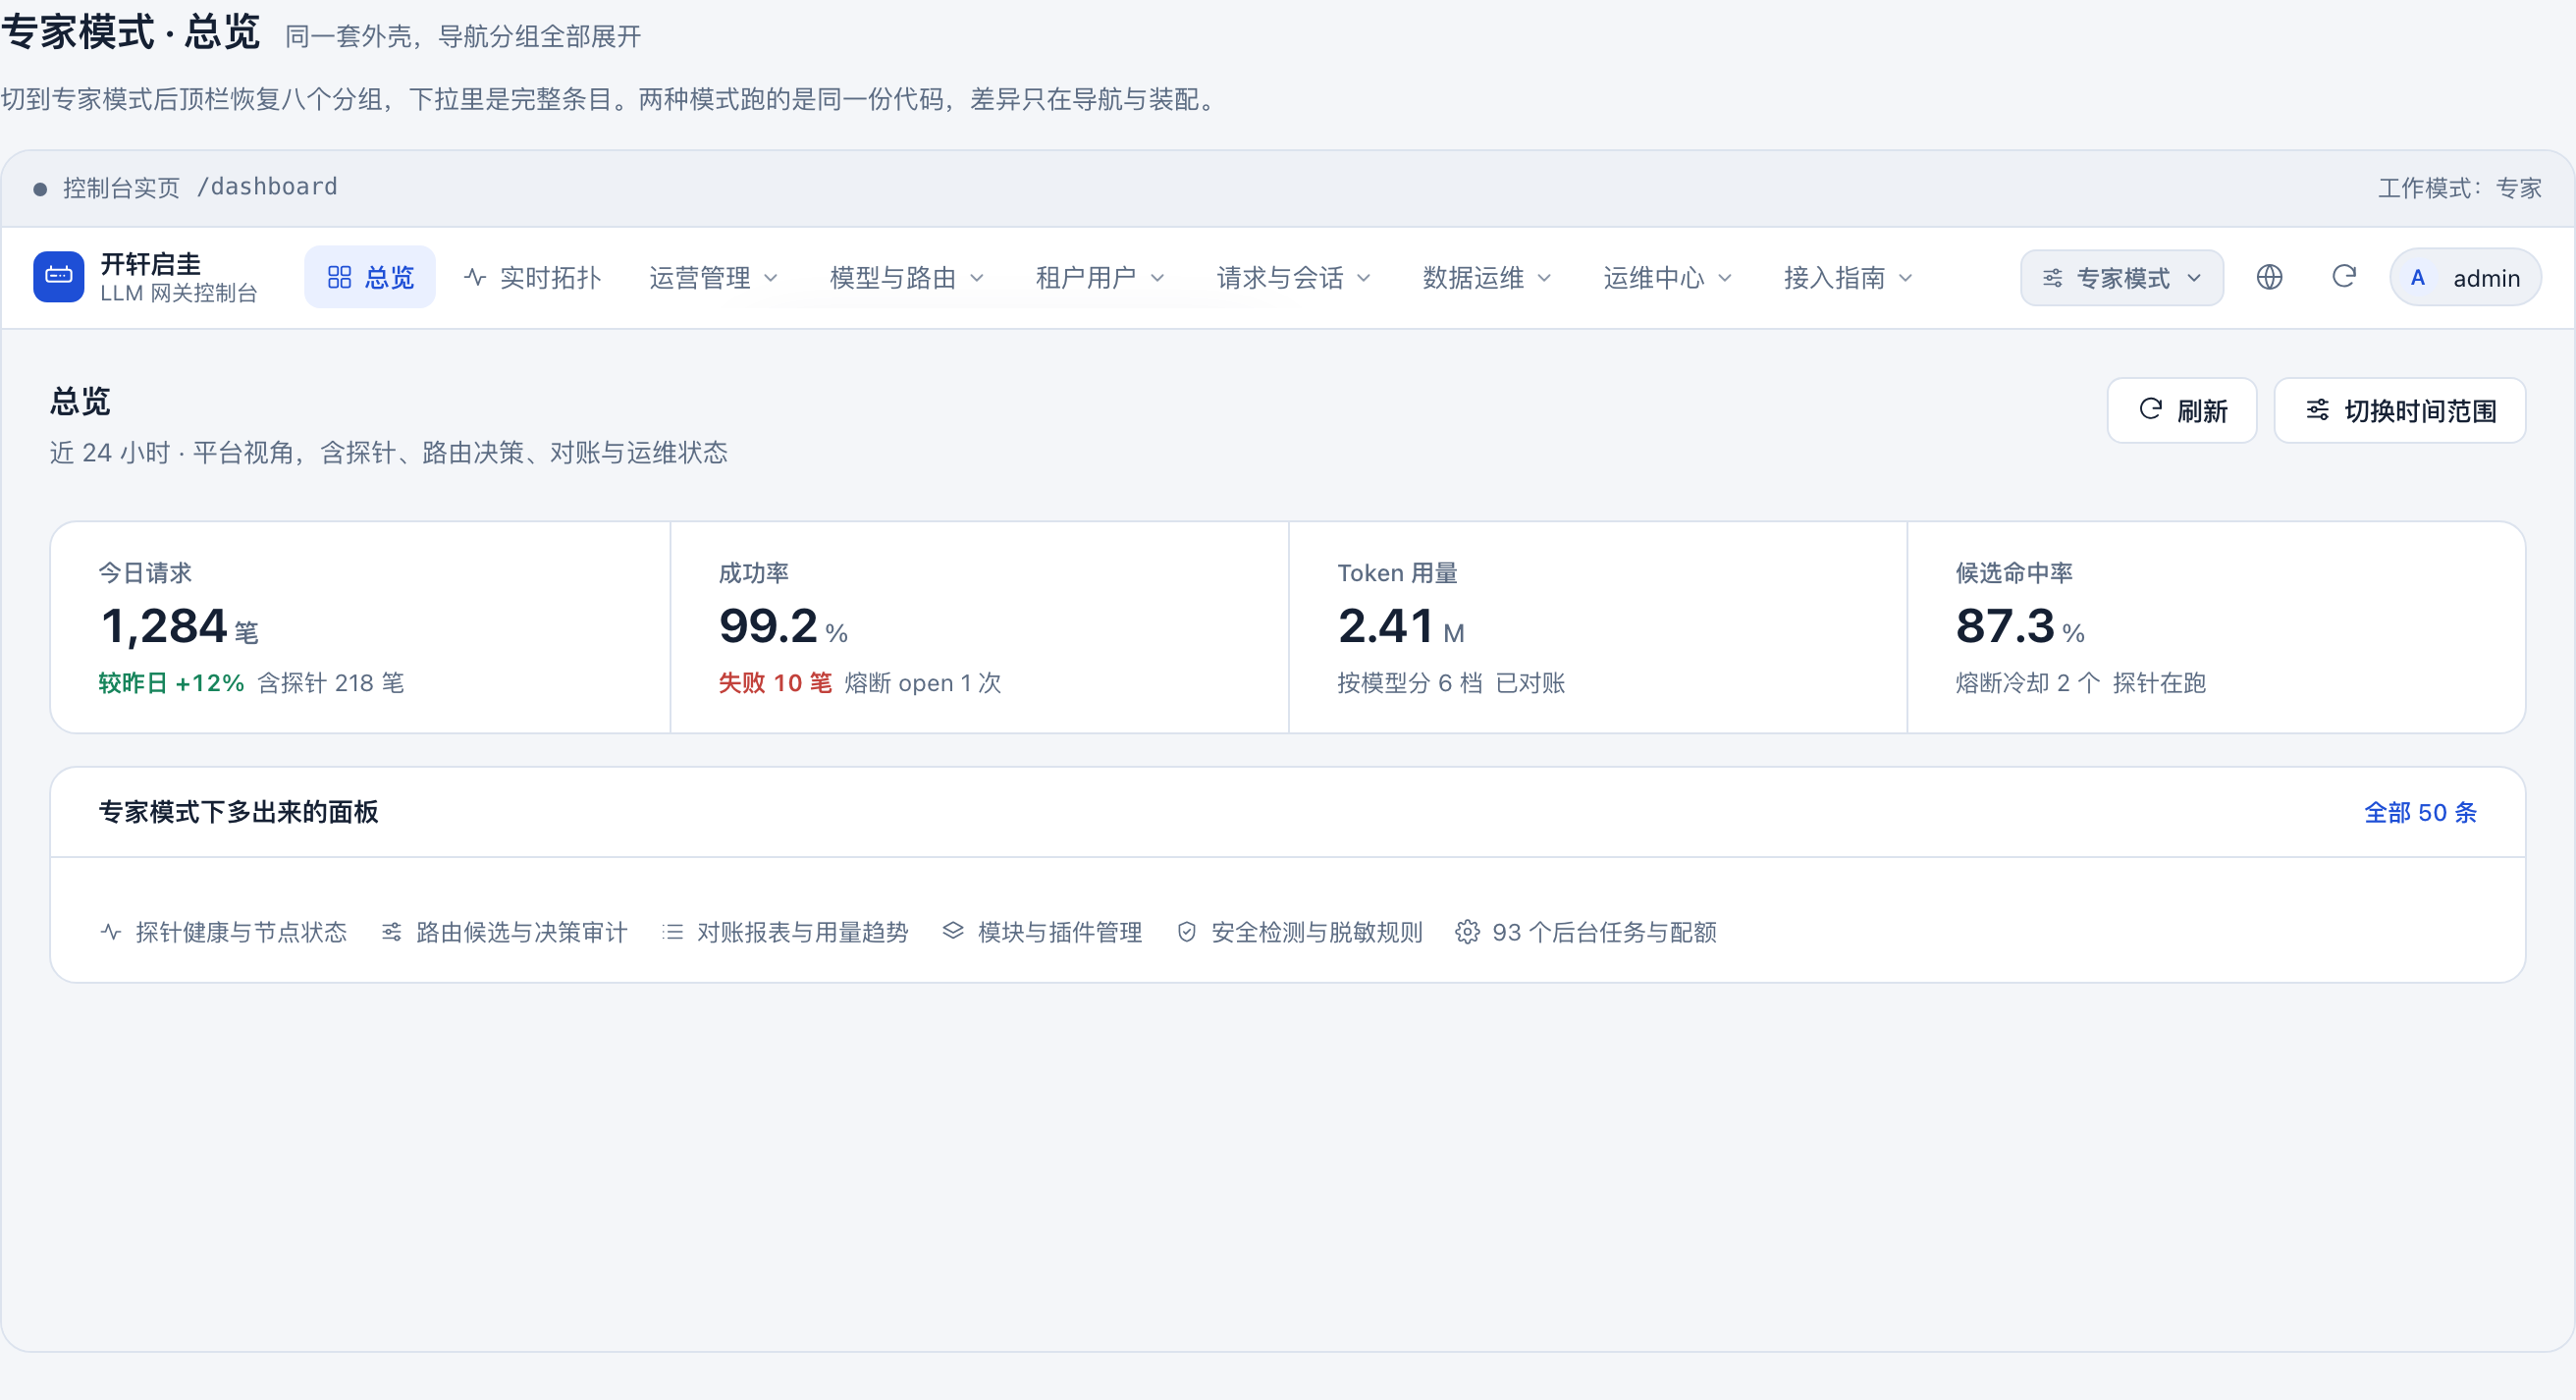 专家模式 · 总览 同一套外壳，导航分组全部展开
切到专家模式后顶栏恢复八个分组，下拉里是完整条目。两种模式跑的是同一份代码，差异只在导航与装配。
控制台实页 /dashboard 工作模式：专家
开轩启圭
LLM 网关控制台
总览 实时拓扑 运营管理 模型与路由 租户用户 请求与会话 数据运维 运维中心 接入指南 专家模式 A admin
总览
近 24 小时 · 平台视角，含探针、路由决策、对账与运维状态
刷新 切换时间范围
今日请求 成功率 Token 用量 候选命中率
1,284 笔 99.2 % 2.41 M 87.3 %
较昨日 +12% 含探针 218 笔 失败 10 笔 熔断 open 1 次 按模型分 6 档 已对账 熔断冷却 2 个 探针在跑
专家模式下多出来的面板 全部 50 条
探针健康与节点状态 路由候选与决策审计 对账报表与用量趋势 模块与插件管理 安全检测与脱敏规则 93 个后台任务与配额